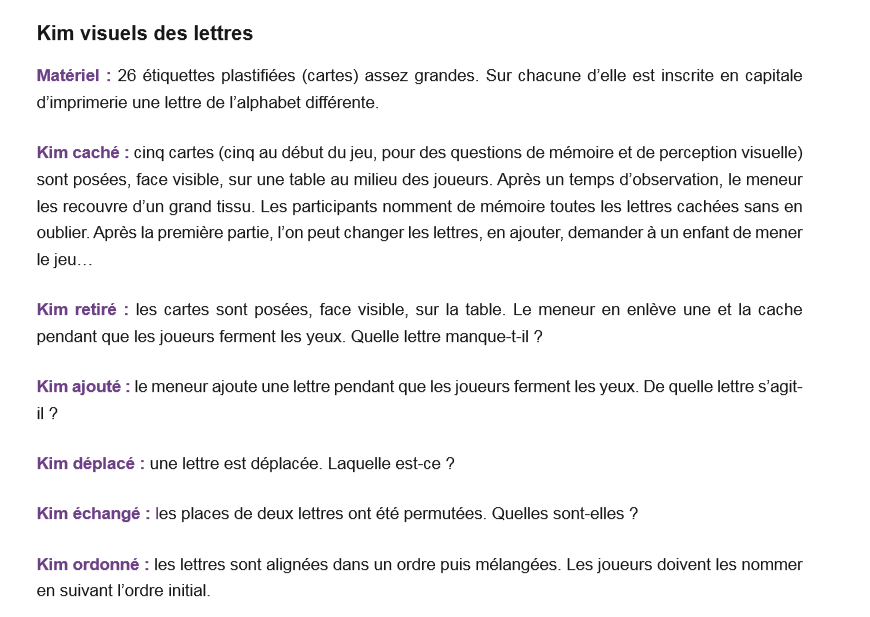 Kim visuels des lettres
Matériel : 26 étiquettes plastifiées (cartes) assez grandes. Sur chacune d’elle est inscrite en capitale
d’imprimerie une lettre de l’alphabet différente.
Kim caché : cinq cartes (cinq au début du jeu, pour des questions de mémoire et de perception visuelle)
sont posées, face visible, sur une table au milieu des joueurs. Après un temps d’observation, le meneur
les recouvre d’un grand tissu. Les participants nomment de mémoire toutes les lettres cachées sans en
oublier. Après la première partie, l’on peut changer les lettres, en ajouter, demander à un enfant de mener
le jeu…
Kim retiré : les cartes sont posées, face visible, sur la table. Le meneur en enlève une et la cache
pendant que les joueurs ferment les yeux. Quelle lettre manque-t-il ?
Kim ajouté : le meneur ajoute une lettre pendant que les joueurs ferment les yeux. De quelle lettre s’agit-
il ?
Kim déplacé : une lettre est déplacée. Laquelle est-ce ?
Kim échangé : les places de deux lettres ont été permutées. Quelles sont-elles ?
Kim ordonné : les lettres sont alignées dans un ordre puis mélangées. Les joueurs doivent les nommer
en suivant l’ordre initial.